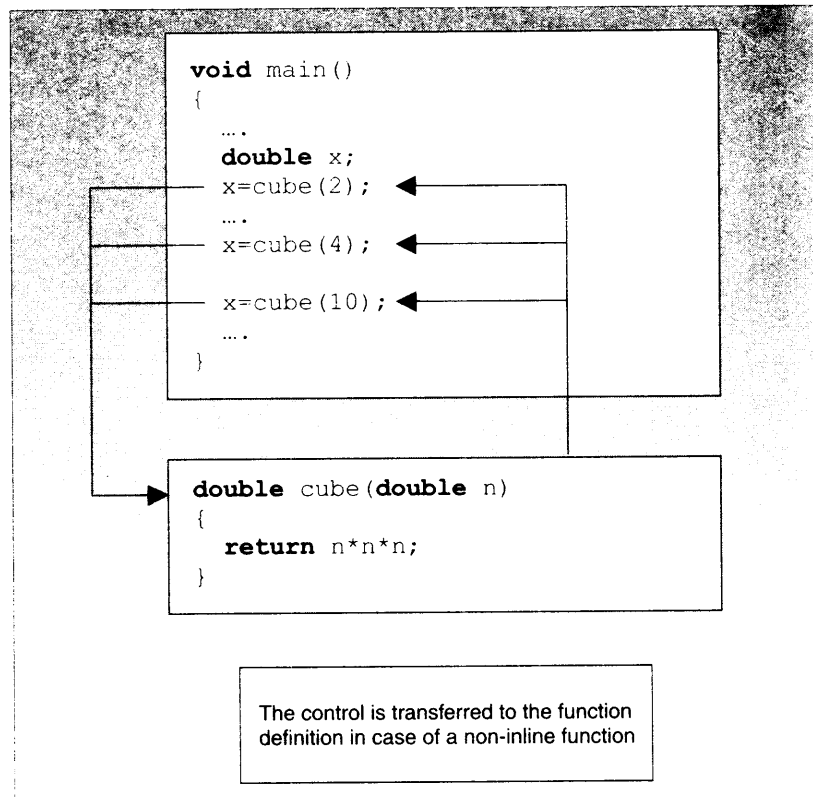 void main()
{
….
double x;
x=cube(2);
….
x=cube(4);
x=cube(10);
….
}
double cube(double n)
{
return n*n*n;
}
The control is transferred to the function
definition in case of a non-inline function